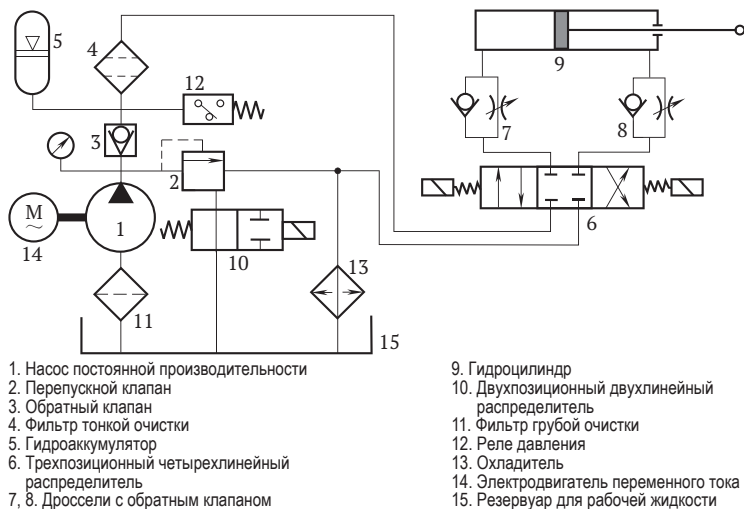 5
4
12
9
3
7
8
2
6
M
~
1
14
10
13
11
15
1. Насос постоянной производительности
2. Перепускной клапан
3. Обратный клапан
4. Фильтр тонкой очистки
5. Гидроаккумулятор
6. Трехпозиционный четырехлинейный
распределитель
7, 8. Дроссели с обратным клапаном
9. Гидроцилиндр
10. Двухпозиционный двухлинейный
распределитель
11. Фильтр грубой очистки
12. Реле давления
13. Охладитель
14. Электродвигатель переменного тока
15. Резервуар для рабочей жидкости